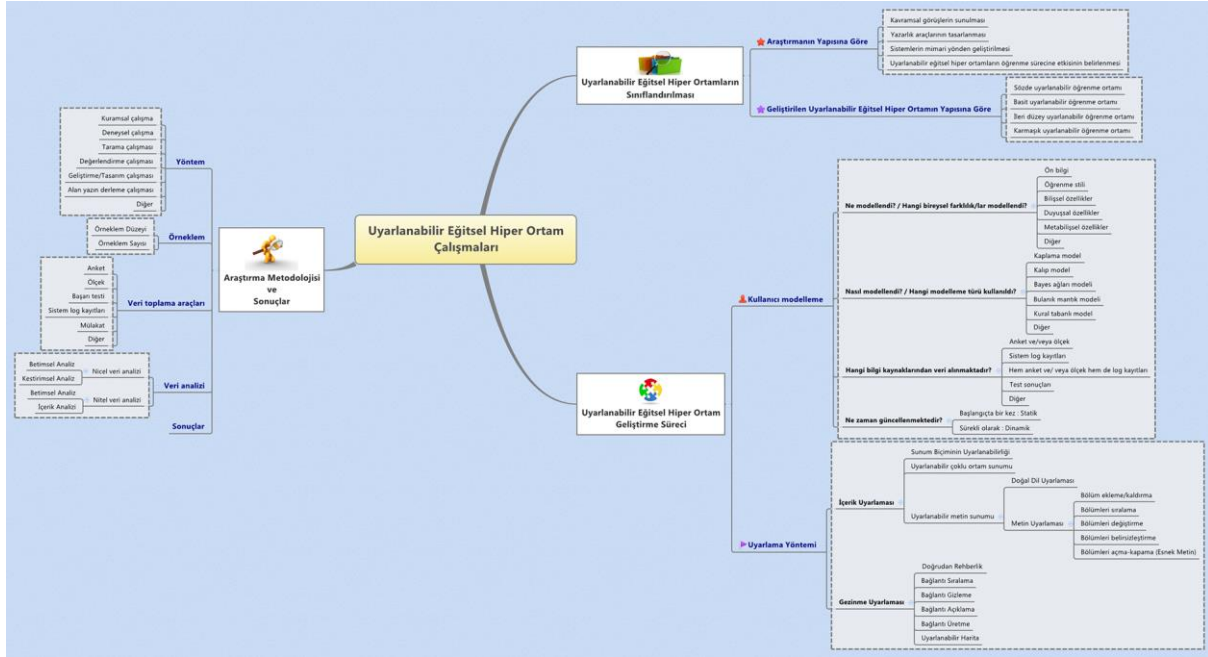 Uyarlanabilir Eğitsel Hiper Ortam
Çalışmaları
Uyarlanabilir Eğitsel Hiper Ortamların
Sınıflandırılması
Araştırmanın Yapısına Göre
Kavramsal görüşlerin sunulması
Yazarlık araçlarının tasarlanması
Sistemlerin mimari yönden geliştirilmesi
Uyarlanabilir eğitsel hiper ortamların öğrenme sürecine etkisinin belirlenmesi
Geliştirilen Uyarlanabilir Eğitsel Hiper Ortamın Yapısına Göre
Sözde uyarlanabilir öğrenme ortamı
Basit uyarlanabilir öğrenme ortamı
İleri düzey uyarlanabilir öğrenme ortamı
Karmaşık uyarlanabilir öğrenme ortamı
Uyarlanabilir Eğitsel Hiper Ortam
Geliştirme Süreci
Kullanıcı modelleme
Ne modellendi? / Hangi bireysel farklılık/lar modellendi?
Ön bilgi
Öğrenme stili
Bilişsel özellikler
Duyuşsal özellikler
Metabilişsel özellikler
Diğer
Nasıl modellendi? / Hangi modelleme türü kullanıldı?
Kaplama model
Kalıp model
Bayes ağları modeli
Bulanık mantık modeli
Kural tabanlı model
Diğer
Hangi bilgi kaynaklarından veri alınmaktadır?
Anket ve/veya ölçek
Sistem log kayıtları
Hem anket ve/ veya ölçek hem de log kayıtları
Test sonuçları
Diğer
Ne zaman güncellenmektedir?
Başlangıçta bir kez : Statik
Sürekli olarak : Dinamik
Uyarlama Yöntemi
İçerik Uyarlaması
Sunum Biçiminin Uyarlanabilirliği
Uyarlanabilir çoklu ortam sunumu
Uyarlanabilir metin sunumu
Doğal Dil Uyarlaması
Metin Uyarlaması
Bölüm ekleme/kaldırma
Bölümleri sıralama
Bölümleri değiştirme
Bölümleri belirsizleştirme
Bölümleri açma-kapama (Esnek Metin)
Gezinme Uyarlaması
Doğrudan Rehberlik
Bağlantı Sıralama
Bağlantı Gizleme
Bağlantı Açıklama
Bağlantı Üretme
Uyarlanabilir Harita
Araştırma Metodolojisi
ve
Sonuçlar
Yöntem
Kuramsal çalışma
Deneysel çalışma
Tarama çalışması
Değerlendirme çalışması
Geliştirme/Tasarım çalışması
Alan yazın derleme çalışması
Diğer
Örneklem
Örneklem Düzeyi
Örneklem Sayısı
Veri toplama araçları
Anket
Ölçek
Başarı testi
Sistem log kayıtları
Mülakat
Diğer
Veri analizi
Nicel veri analizi
Betimsel Analiz
Kestirimsel Analiz
Nitel veri analizi
Betimsel Analiz
İçerik Analizi
Sonuçlar